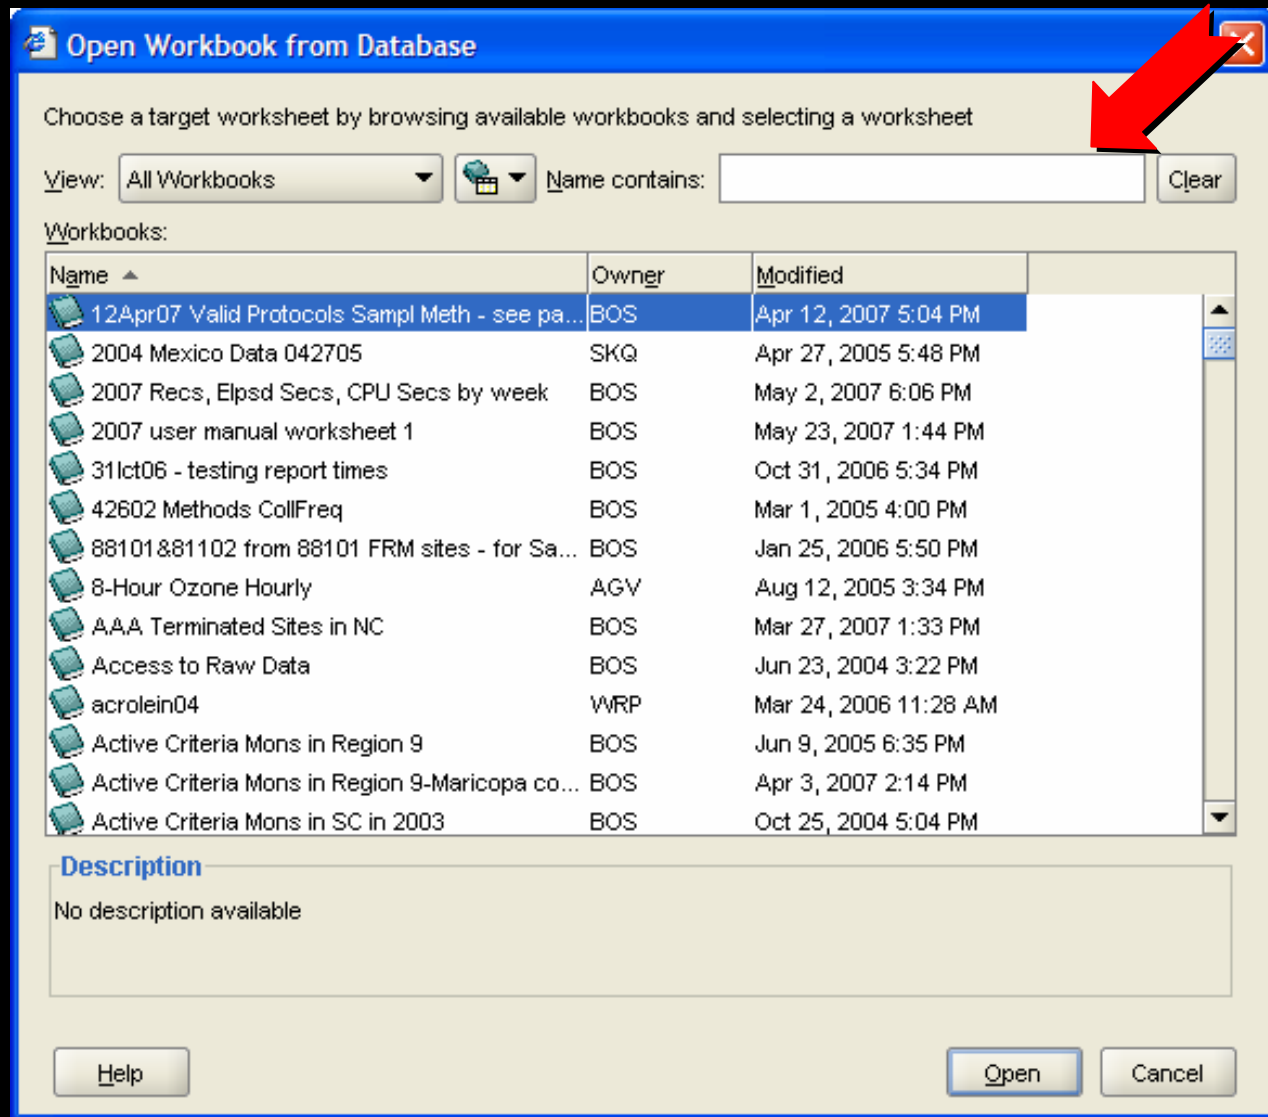 Open Workbook from Database
Choose a target worksheet by browsing available workbooks and selecting a worksheet
View: All Workbooks Name contains: Clear
Workbooks:
Name Owner Modified
12Apr07 Valid Protocols Sampl Meth - see pa... BOS Apr 12, 2007 5:04 PM
2004 Mexico Data 042705 SKQ Apr 27, 2005 5:48 PM
2007 Recs, Elpsd Secs, CPU Secs by week BOS May 2, 2007 6:06 PM
2007 user manual worksheet 1 BOS May 23, 2007 1:44 PM
31Ict06 - testing report times BOS Oct 31, 2006 5:34 PM
42602 Methods CollFreq BOS Mar 1, 2005 4:00 PM
88101&81102 from 88101 FRM sites - for Sa... BOS Jan 25, 2006 5:50 PM
8-Hour Ozone Hourly AGV Aug 12, 2005 3:34 PM
AAA Terminated Sites in NC BOS Mar 27, 2007 1:33 PM
Access to Raw Data BOS Jun 23, 2004 3:22 PM
acrolein04 WRP Mar 24, 2006 11:28 AM
Active Criteria Mons in Region 9 BOS Jun 9, 2005 6:35 PM
Active Criteria Mons in Region 9-Maricopa co... BOS Apr 3, 2007 2:14 PM
Active Criteria Mons in SC in 2003 BOS Oct 25, 2004 5:04 PM
Description
No description available
Help Open Cancel